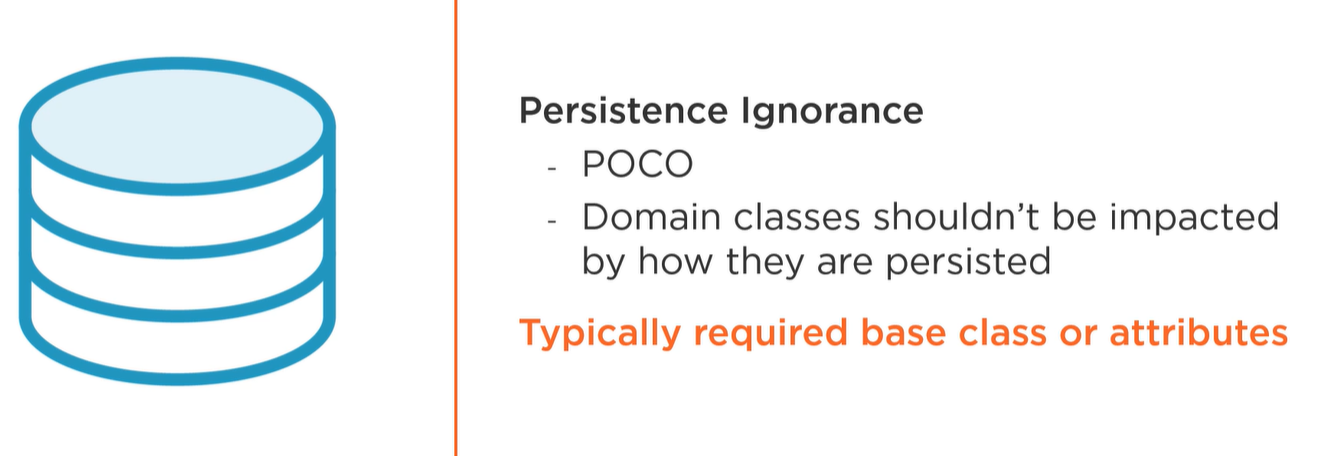 Persistence Ignorance
- POCO
- Domain classes shouldn’t be impacted
by how they are persisted
Typically required base class or attributes